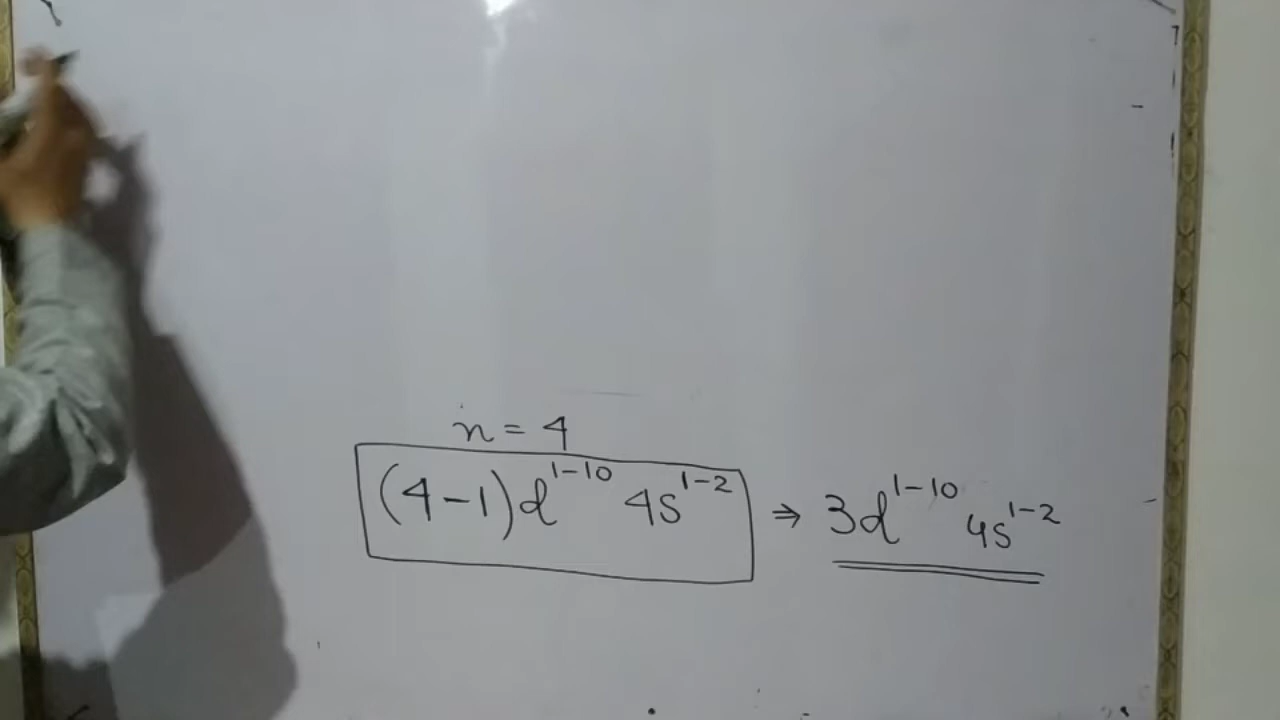 n = 4
(4-1)d^{1-10} 4s^{1-2} ⇒ 3d^{1-10} 4s^{1-2}